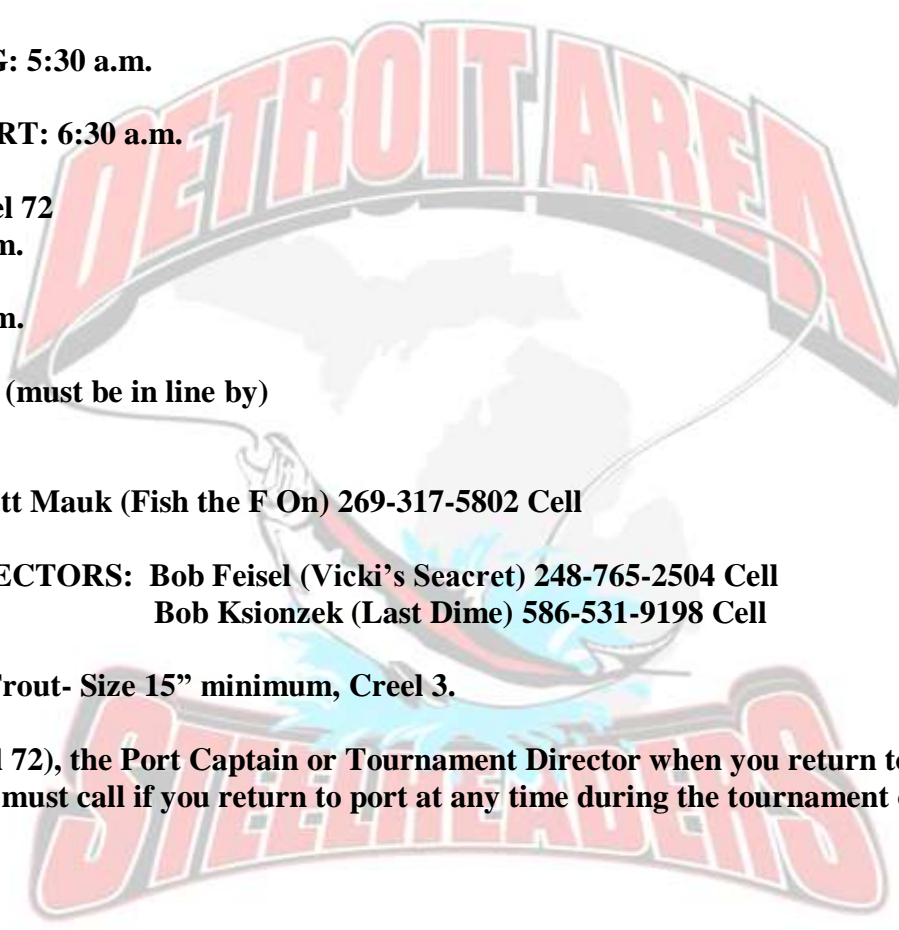 DETROIT AREA
G: 5:30 a.m.
RT: 6:30 a.m.
el 72
m.
m.
(must be in line by)
tt Mauk (Fish the F On) 269-317-5802 Cell
ECTORS: Bob Feisel (Vicki’s Seacret) 248-765-2504 Cell
Bob Ksionzek (Last Dime) 586-531-9198 Cell
Trout- Size 15” minimum, Creel 3.
l 72), the Port Captain or Tournament Director when you return to
must call if you return to port at any time during the tournament
STEELHEADERS